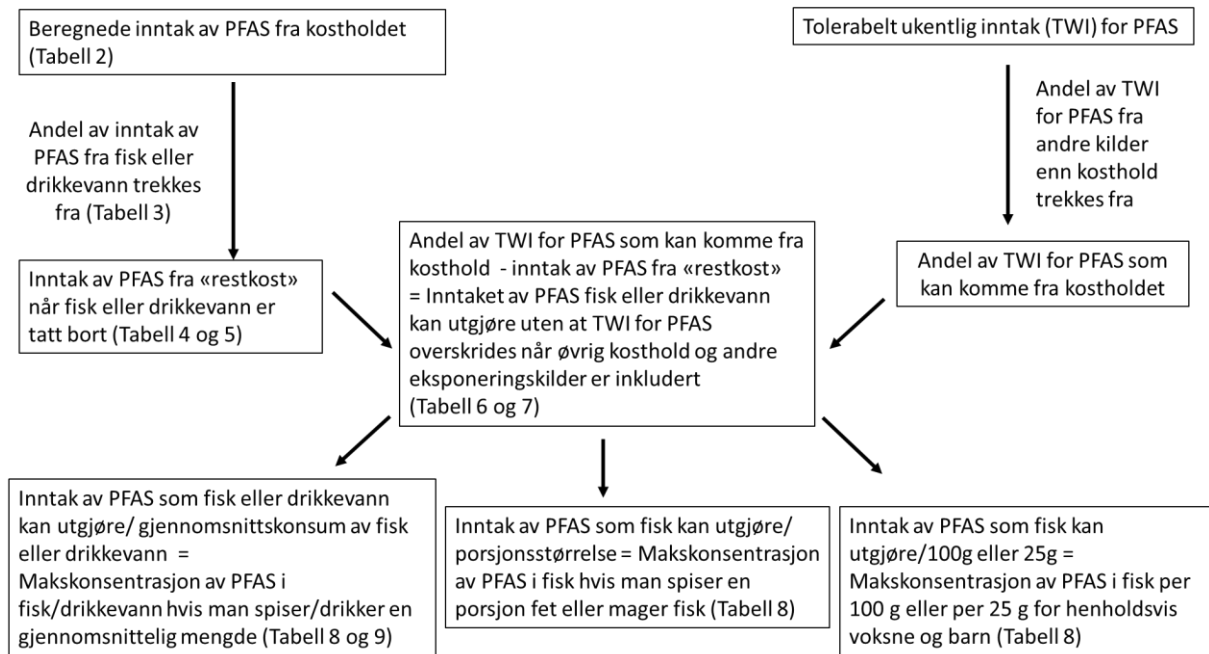 Beregnede inntak av PFAS fra kostholdet
(Tabell 2)
Tolerabelt ukentlig inntak (TWI) for PFAS
Andel av inntak av
PFAS fra fisk eller
drikkevann trekkes
fra (Tabell 3)
Andel av TWI
for PFAS fra
andre kilder
enn kosthold
trekkes fra
Inntak av PFAS fra «restkost»
når fisk eller drikkevann er
tatt bort (Tabell 4 og 5)
Andel av TWI for PFAS som kan komme fra
kosthold - inntak av PFAS fra «restkost»
= Inntaket av PFAS fisk eller drikkevann
kan utgjøre uten at TWI for PFAS
overskrides når øvrig kosthold og andre
eksponeringskilder er inkludert
(Tabell 6 og 7)
Andel av TWI for PFAS som
kan komme fra kostholdet
Inntak av PFAS som fisk eller drikkevann
kan utgjøre/ gjennomsnittskonsum av fisk
eller drikkevann =
Makskonsentrasjon av PFAS i
fisk/drikkevann hvis man spiser/drikker en
gjennomsnittelig mengde (Tabell 8 og 9)
Inntak av PFAS som fisk kan utgjøre/
porsjonsstørrelse = Makskonsentrasjon
av PFAS i fisk hvis man spiser en
porsjon fet eller mager fisk (Tabell 8)
Inntak av PFAS som fisk kan
utgjøre/100g eller 25g =
Makskonsentrasjon av PFAS i fisk per
100 g eller per 25 g for henholdsvis
voksne og barn (Tabell 8)